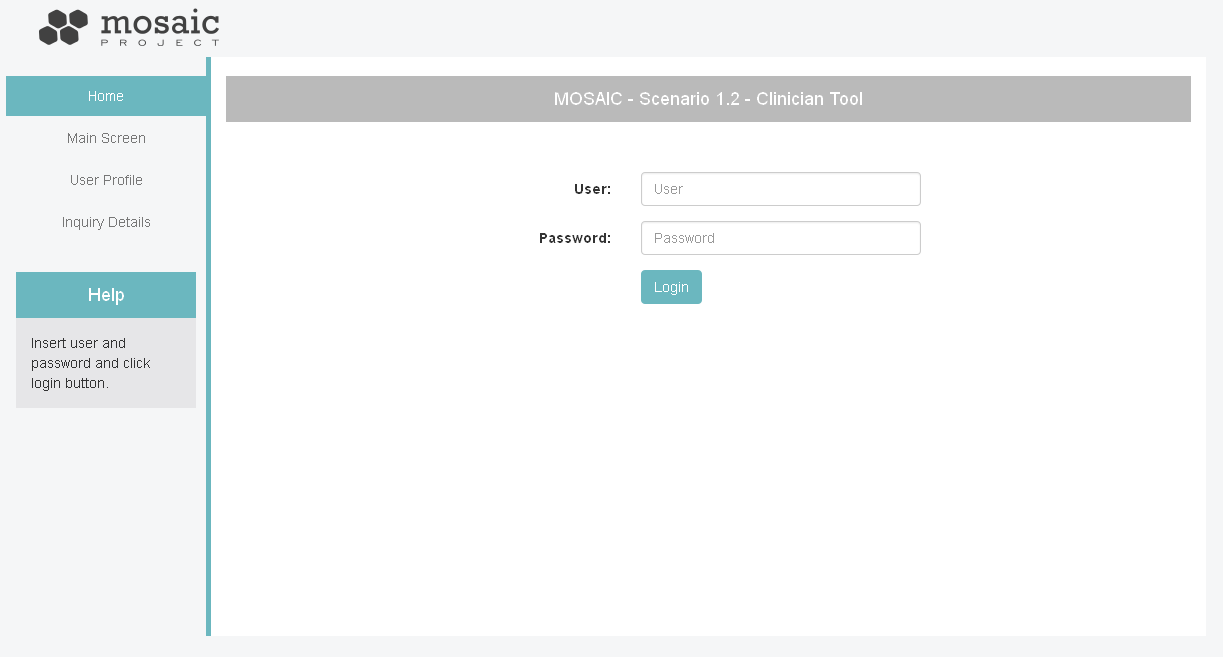 mosaic
PROJECT
Home
Main Screen
User Profile
Inquiry Details
Help
Insert user and
password and click
login button.
MOSAIC - Scenario 1.2 - Clinician Tool
User:
User
Password:
Password
Login